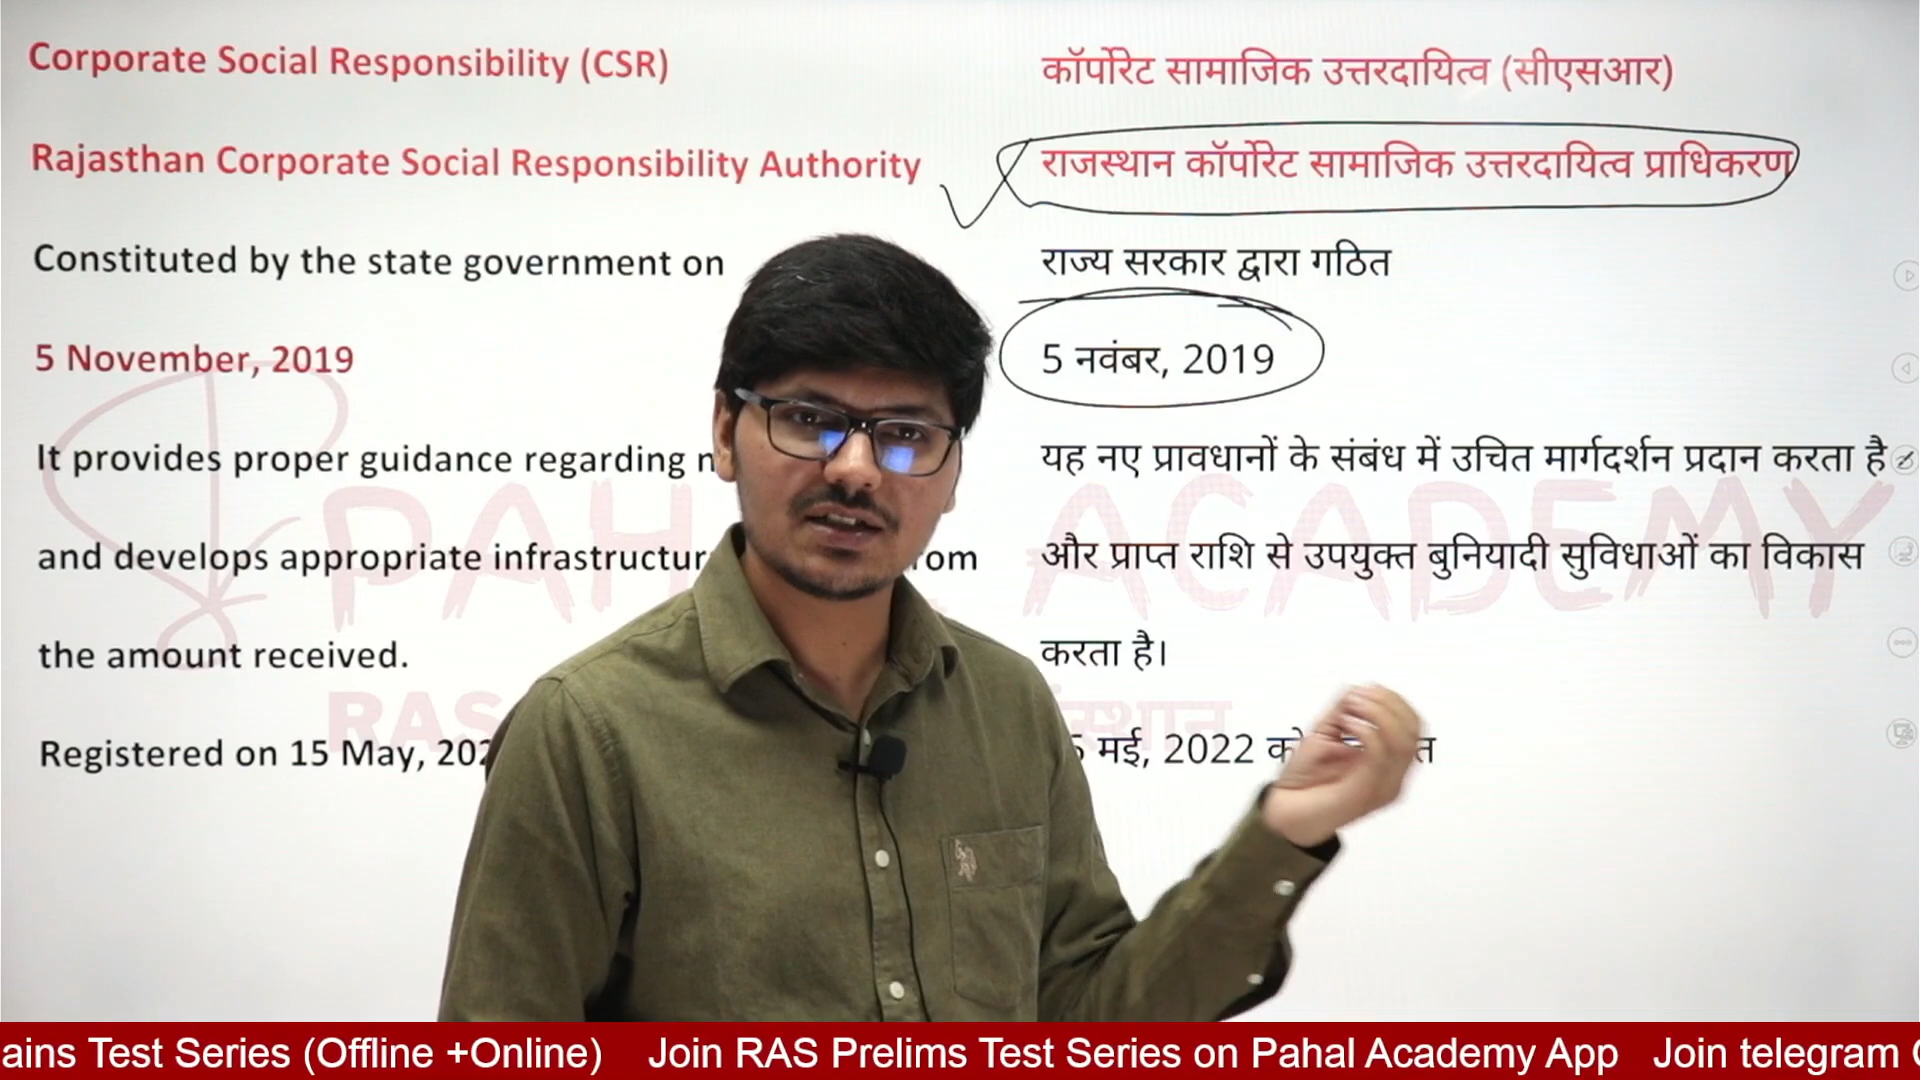 Corporate Social Responsibility (CSR)
Rajasthan Corporate Social Responsibility Authority
Constituted by the state government on
5 November, 2019
It provides proper guidance regarding
and develops appropriate infrastructur om
the amount received.
Registered on 15 May, 202
कॉर्पोरेट सामाजिक उत्तरदायित्व (सीएसआर)
राजस्थान कॉर्पोरेट सामाजिक उत्तरदायित्व प्राधिकरण
राज्य सरकार द्वारा गठित
5 नवंबर, 2019
यह नए प्रावधानों के संबंध में उचित मार्गदर्शन प्रदान करता है
और प्राप्त राशि से उपयुक्त बुनियादी सुविधाओं का विकास
करता है।
मई, 2022
PAH ACADEMY
RAS
ains Test Series (Offline +Online) Join RAS Prelims Test Series on Pahal Academy App Join telegram